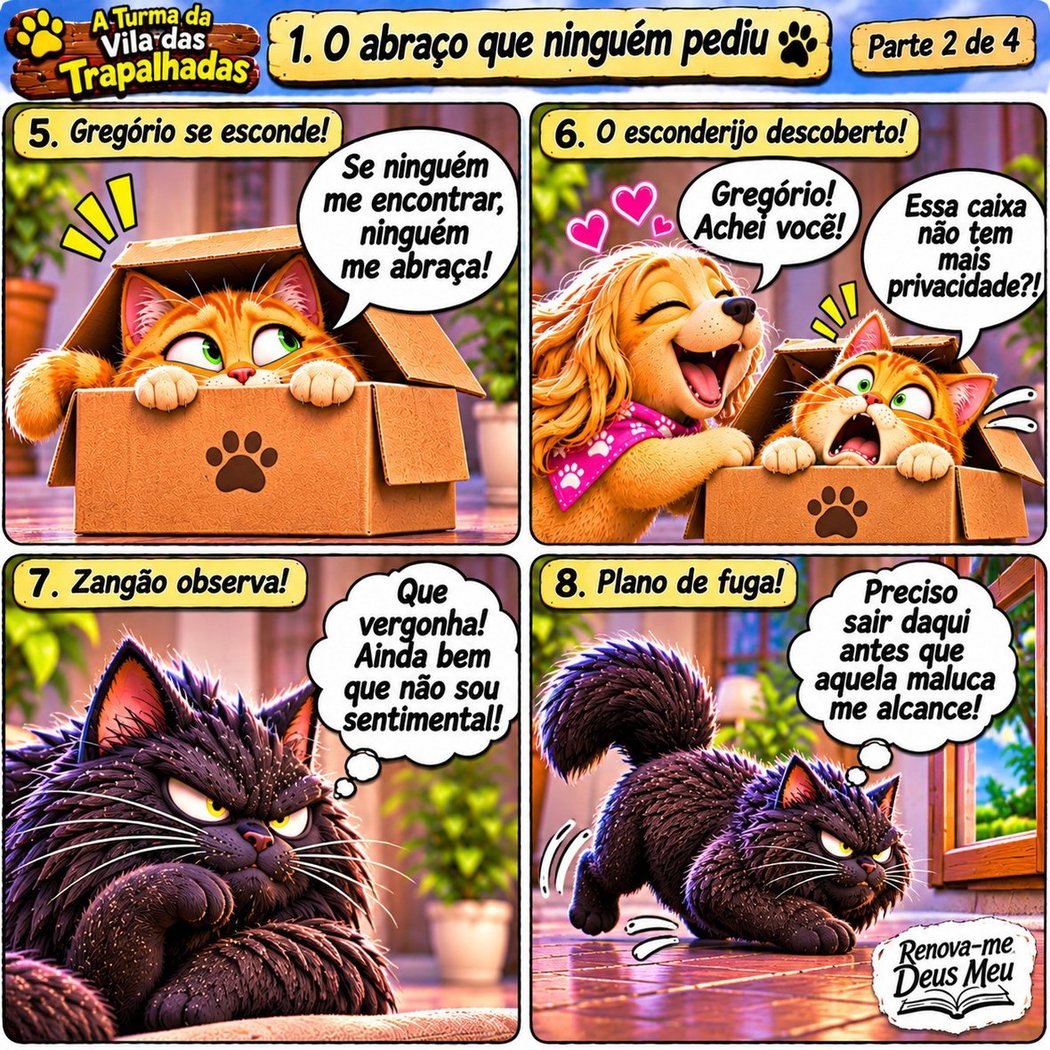 A Turma da
Vila das
Trapalhadas
1. O abraço que ninguém pediu
Parte 2 de 4
5. Gregório se esconde!
Se ninguém
me encontrar,
ninguém
me abraça!
6. O esconderijo descoberto!
Gregório!
Achei você!
Essa caixa
não tem
mais
privacidade?!
7. Zangão observa!
Que
vergonha!
Ainda bem
que não sou
sentimental!
8. Plano de fuga!
Preciso
sair daqui
antes que
aquela maluca
me alcance!
Renova-me
Deus Meu